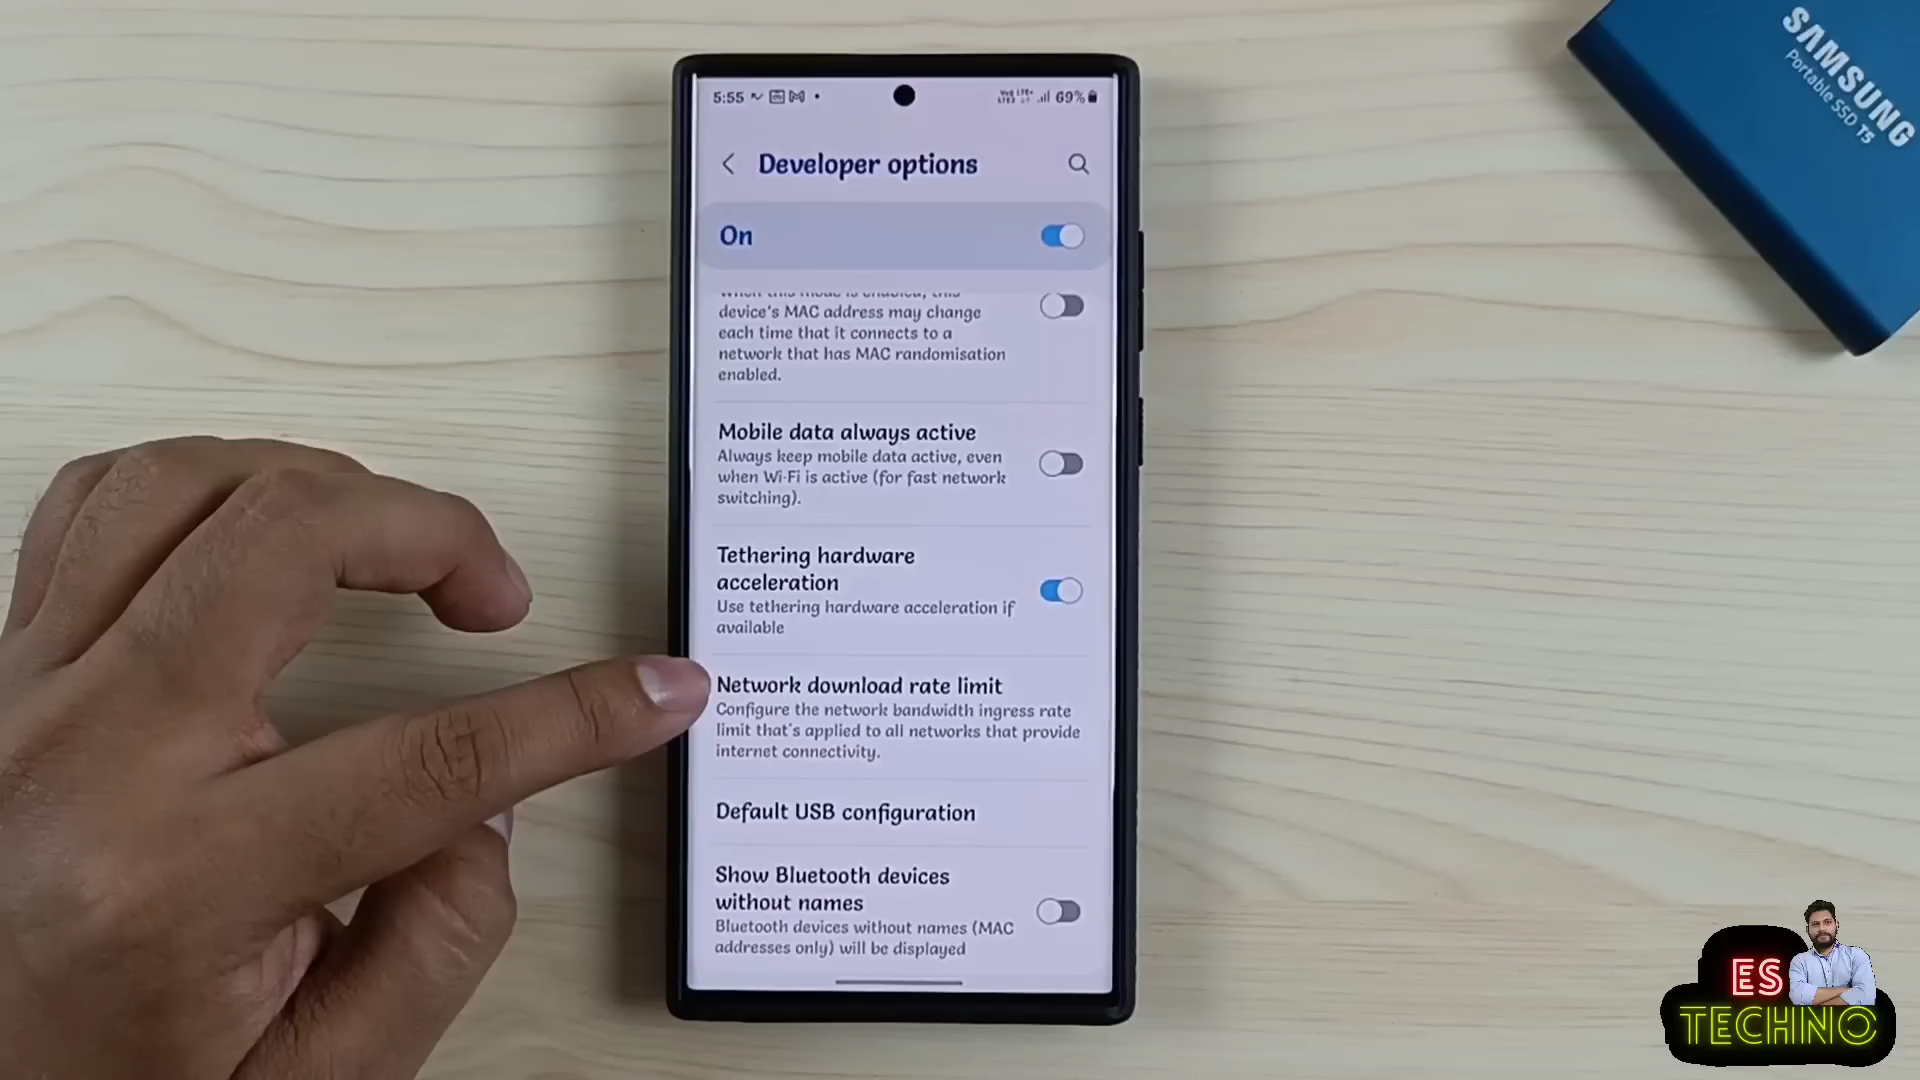 5:55
69%
Developer options
On
device's MAC address may change
each time that it connects to a
network that has MAC randomisation
enabled.
Mobile data always active
Always keep mobile data active, even
when Wi-Fi is active (for fast network
switching).
Tethering hardware
acceleration
Use tethering hardware acceleration if
available
Network download rate limit
Configure the network bandwidth ingress rate
limit that's applied to all networks that provide
internet connectivity.
Default USB configuration
Show Bluetooth devices
without names
Bluetooth devices without names (MAC
addresses only) will be displayed
SAMSUNG
Portable SSD T5
ES
TECHNO